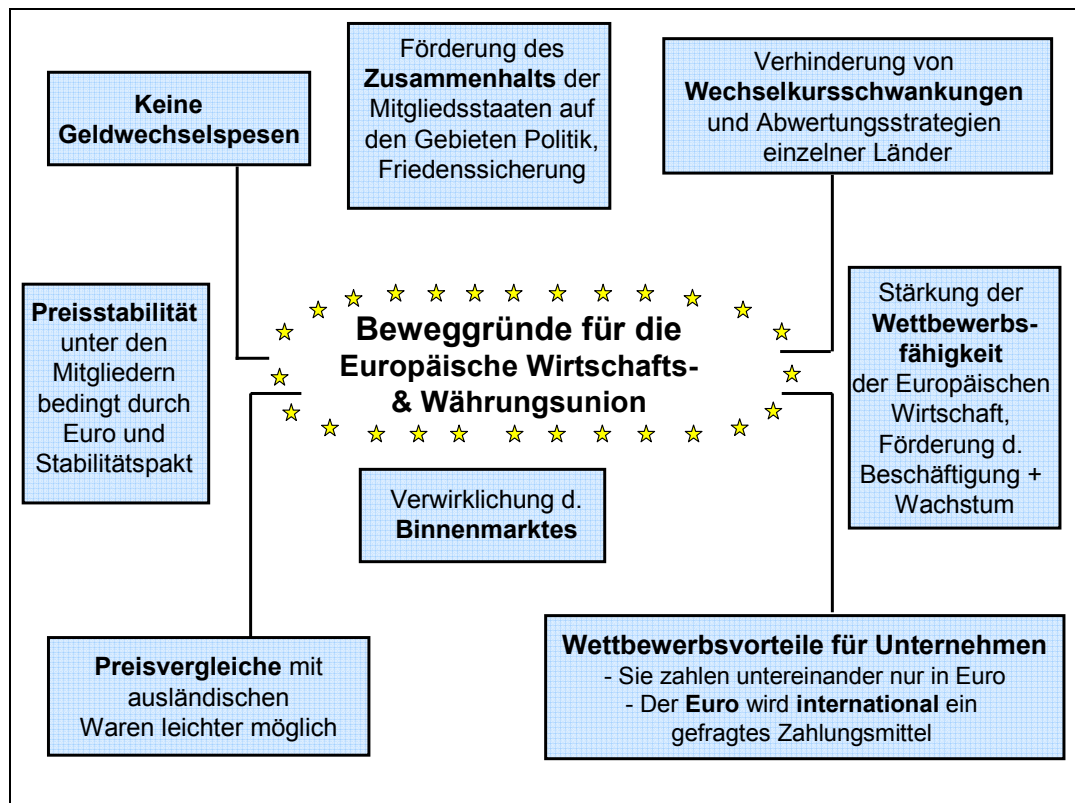 Keine
Geldwechselspesen
Förderung des
Zusammenhalts der
Mitgliedsstaaten auf
den Gebieten Politik,
Friedenssicherung
Verhinderung von
Wechselkursschwankungen
und Abwertungsstrategien
einzelner Länder
Preisstabilität
unter den
Mitgliedern
bedingt durch
Euro und
Stabilitätspakt
Beweggründe für die
Europäische Wirtschafts-
& Währungsunion
Stärkung der
Wettbewerbs-
fähigkeit
der Europäischen
Wirtschaft,
Förderung d.
Beschäftigung +
Wachstum
Verwirklichung d.
Binnenmarktes
Preisvergleiche mit
ausländischen
Waren leichter möglich
Wettbewerbsvorteile für Unternehmen
- Sie zahlen untereinander nur in Euro
- Der Euro wird international ein
gefragtes Zahlungsmittel